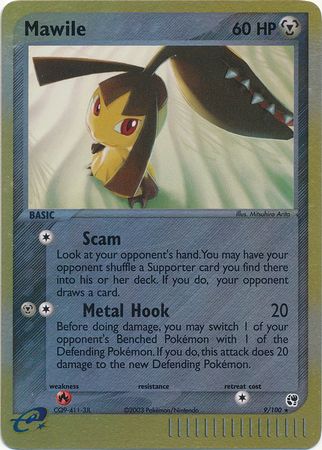 Mawile
60 HP
BASIC
Illus. Mitsuhiro Arita
Scam
Look at your opponent's hand.You may have
your opponent shuffle a Supporter card you find there
into his or her deck. If you do, your opponent
draws a card.
Metal Hook 20
Before doing damage, you may switch 1 of your
opponent's Benched Pokémon with 1 of the
Defending Pokémon. If you do, this attack does 20
damage to the new Defending Pokémon.
weakness resistance retreat cost
©2003 Pokémon/Nintendo
9/100 ★
e